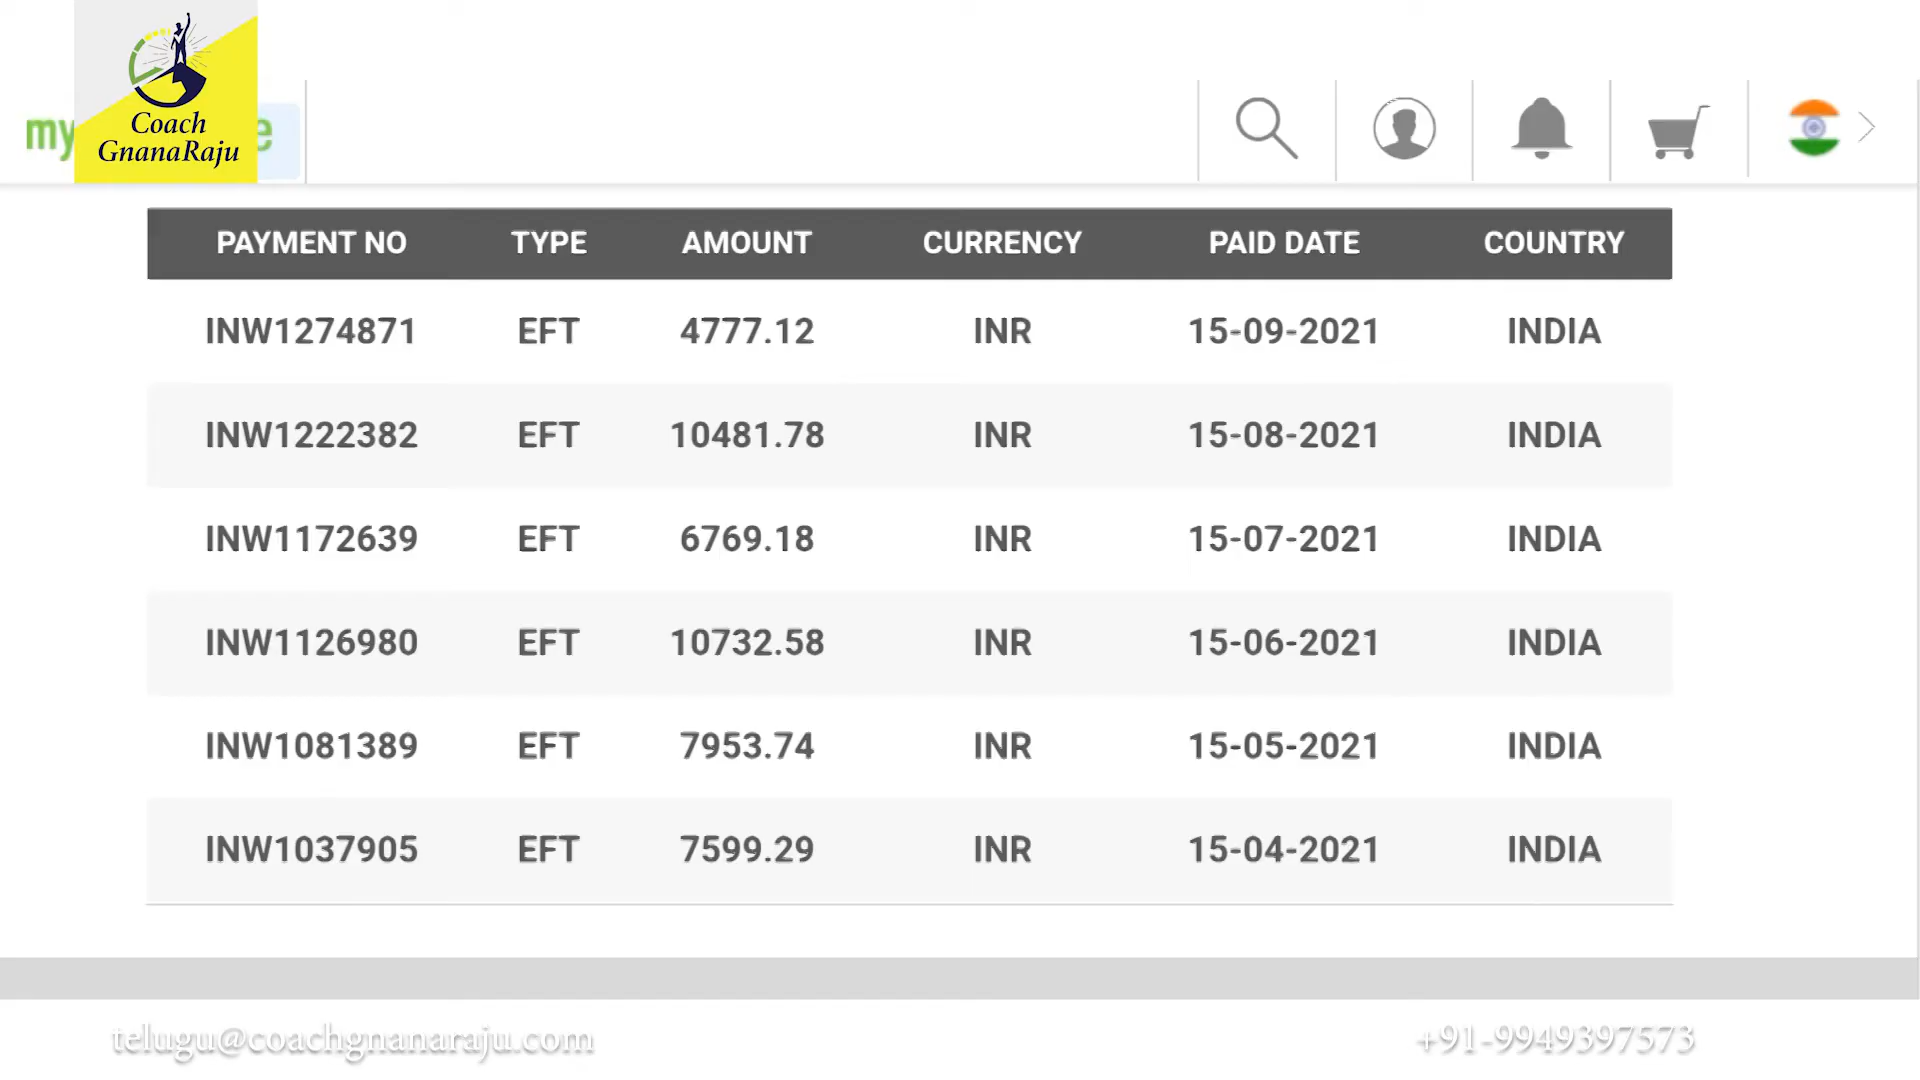 Coach
GnanaRaju
my e
PAYMENT NO TYPE AMOUNT CURRENCY PAID DATE COUNTRY
INW1274871 EFT 4777.12 INR 15-09-2021 INDIA
INW1222382 EFT 10481.78 INR 15-08-2021 INDIA
INW1172639 EFT 6769.18 INR 15-07-2021 INDIA
INW1126980 EFT 10732.58 INR 15-06-2021 INDIA
INW1081389 EFT 7953.74 INR 15-05-2021 INDIA
INW1037905 EFT 7599.29 INR 15-04-2021 INDIA
telugu@coachgnanaraju.com +91-9949397573